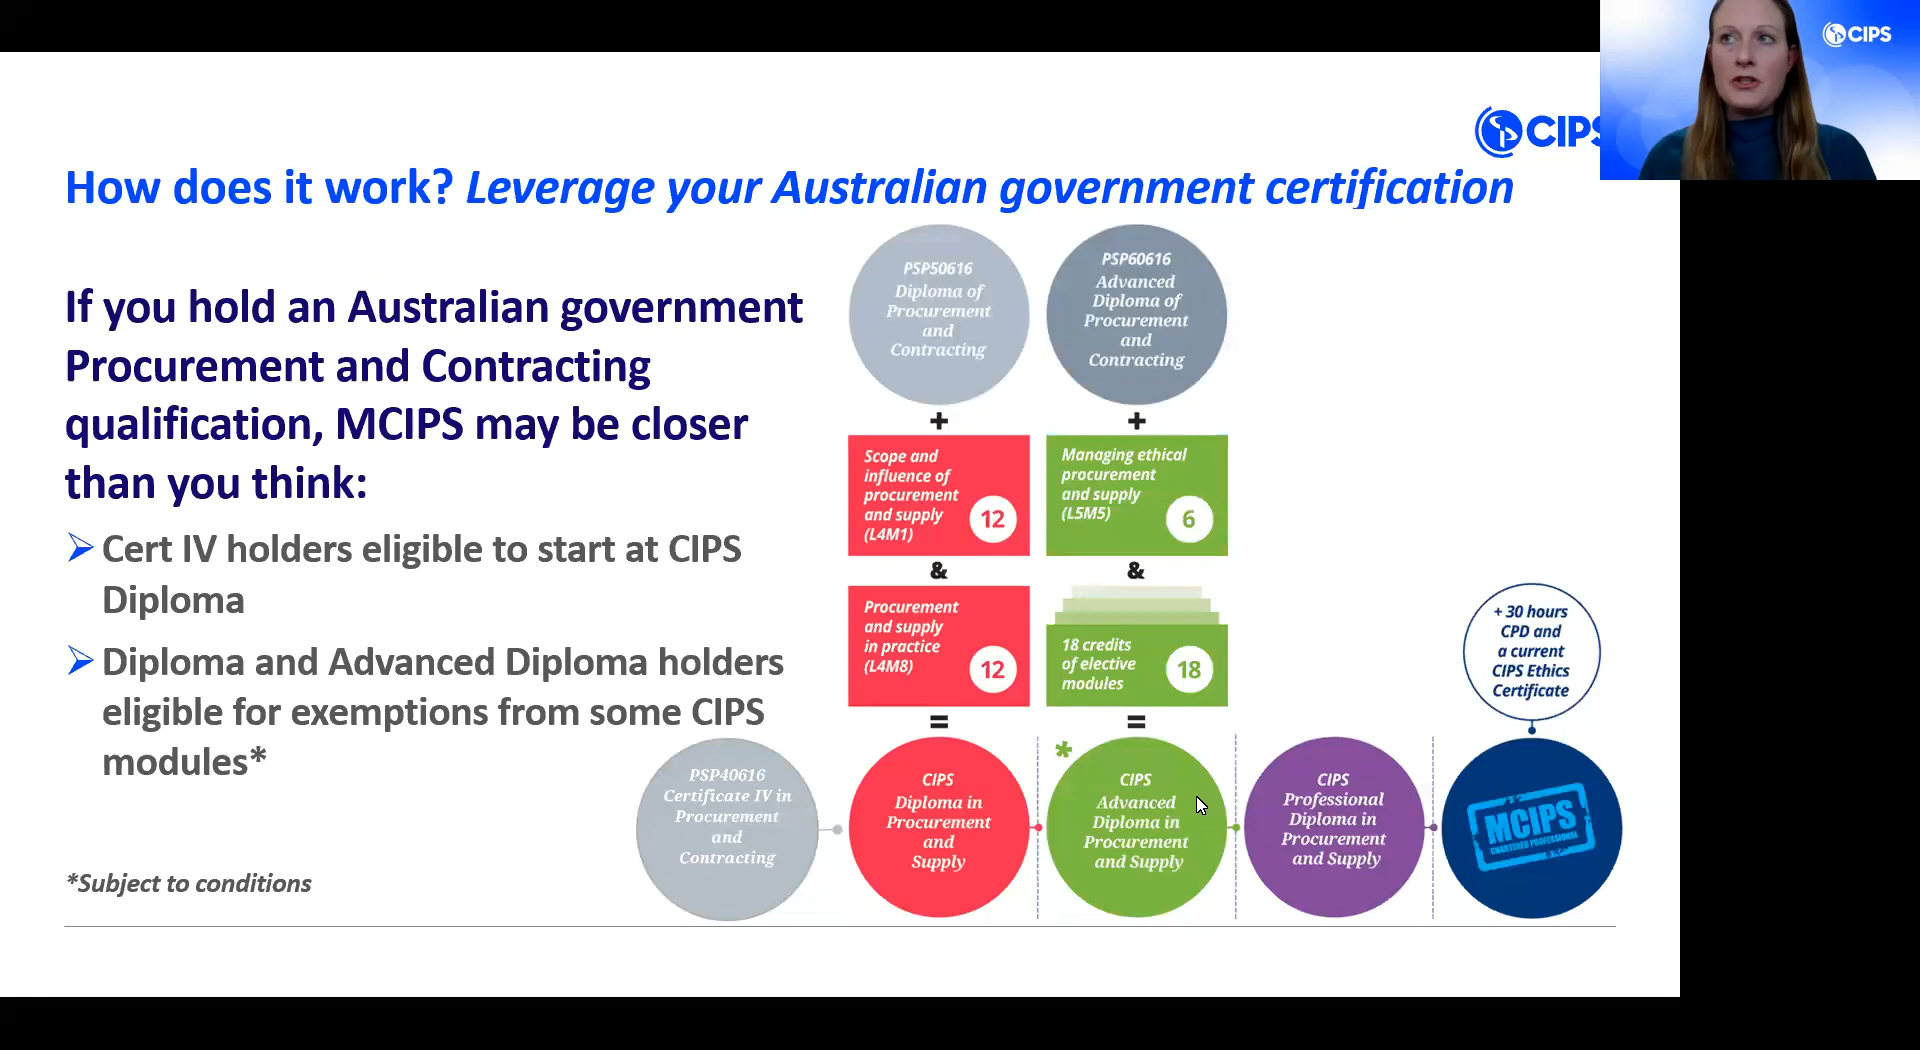 CIPS
CIPS
How does it work? Leverage your Australian government certification
If you hold an Australian government
Procurement and Contracting
qualification, MCIPS may be closer
than you think:
Cert IV holders eligible to start at CIPS
Diploma
Diploma and Advanced Diploma holders
eligible for exemptions from some CIPS
modules*
*Subject to conditions
PSP50616
Diploma of
Procurement
and
Contracting
+
Scope and
influence of
procurement
and supply
(L4M1)
12
&
Procurement
and supply
in practice
(L4M8)
12
=
PSP60616
Advanced
Diploma of
Procurement
and
Contracting
+
Managing ethical
procurement
and supply
(L5M5)
6
&
18 credits
of elective
modules
18
=
PSP40616
Certificate IV in
Procurement
and
Contracting
CIPS
Diploma in
Procurement
and
Supply
*
CIPS
Advanced
Diploma in
Procurement
and Supply
CIPS
Professional
Diploma in
Procurement
and Supply
+ 30 hours
CPD and
a current
CIPS Ethics
Certificate
MCIPS
CHARTERED PROFESSIONAL